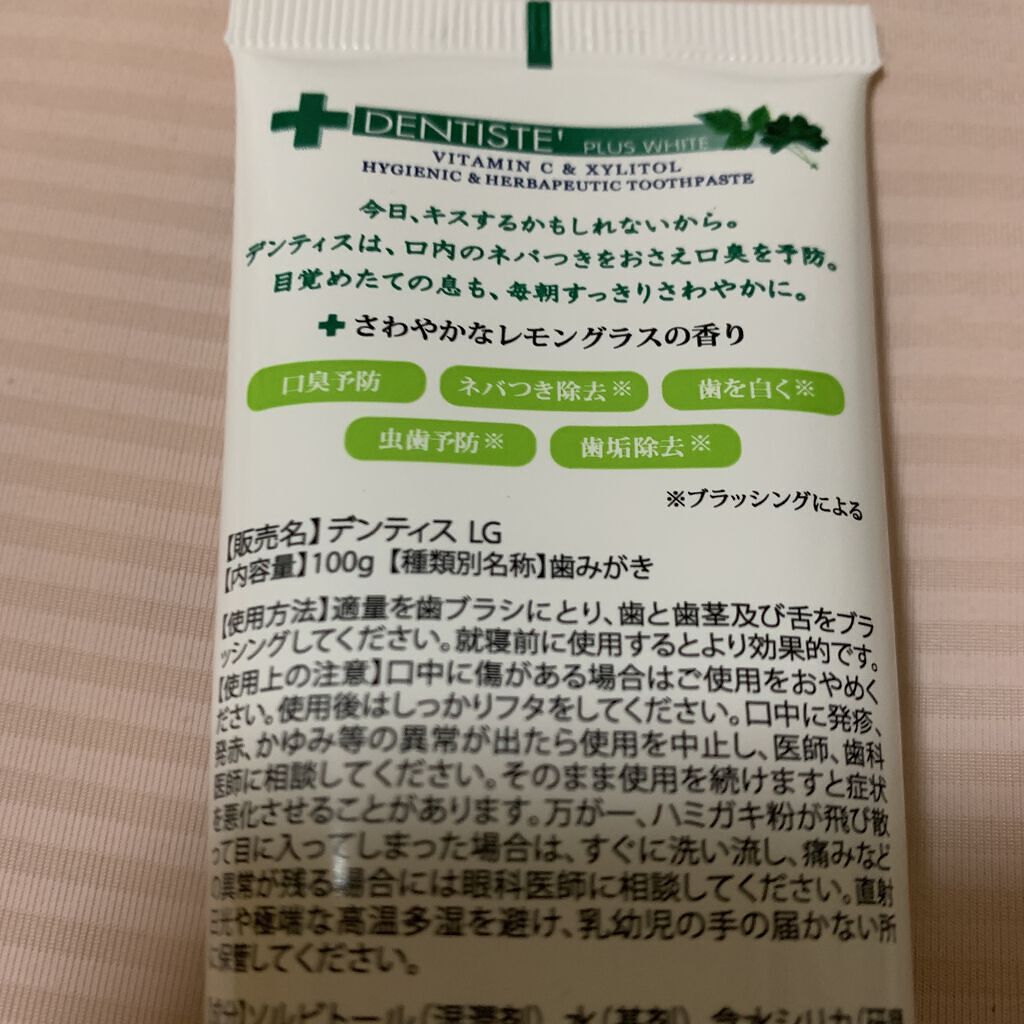 DENTISTE' PLUS WHITE
VITAMIN C & XYLITOL
HYGIENIC & HERBAPEUTIC TOOTHPASTE
今日、キスするかもしれないから。
デンティスは、口内のネバつきをおさえ口臭を予防。
目覚めたての息も、毎朝すっきりさわやかに。
さわやかなレモングラスの香り
口臭予防 ネバつき除去※ 歯を白く※
虫歯予防※ 歯垢除去※
※ブラッシングによる
【販売名】デンティス LG
【内容量】100g【種類別名称】歯みがき
【使用方法】適量を歯ブラシにとり、歯と歯茎及び舌をブラ
ッシングしてください。就寝前に使用するとより効果的です。
【使用上の注意】口中に傷がある場合はご使用をおやめく
ださい。使用後はしっかりフタをしてください。口中に発疹、
発赤、かゆみ等の異常が出たら使用を中止し、医師、歯科
医師に相談してください。そのまま使用を続けますと症状
を悪化させることがあります。万が一、ハミガキ粉が飛び散
って目に入ってしまった場合は、すぐに洗い流し、痛みなど
の異常が残る場合には眼科医師に相談してください。直射
日光や極端な高温多湿を避け、乳幼児の手の届かない所
に保管してください。
ソルビトール(湿潤剤)、水(基剤)、含水シリカ